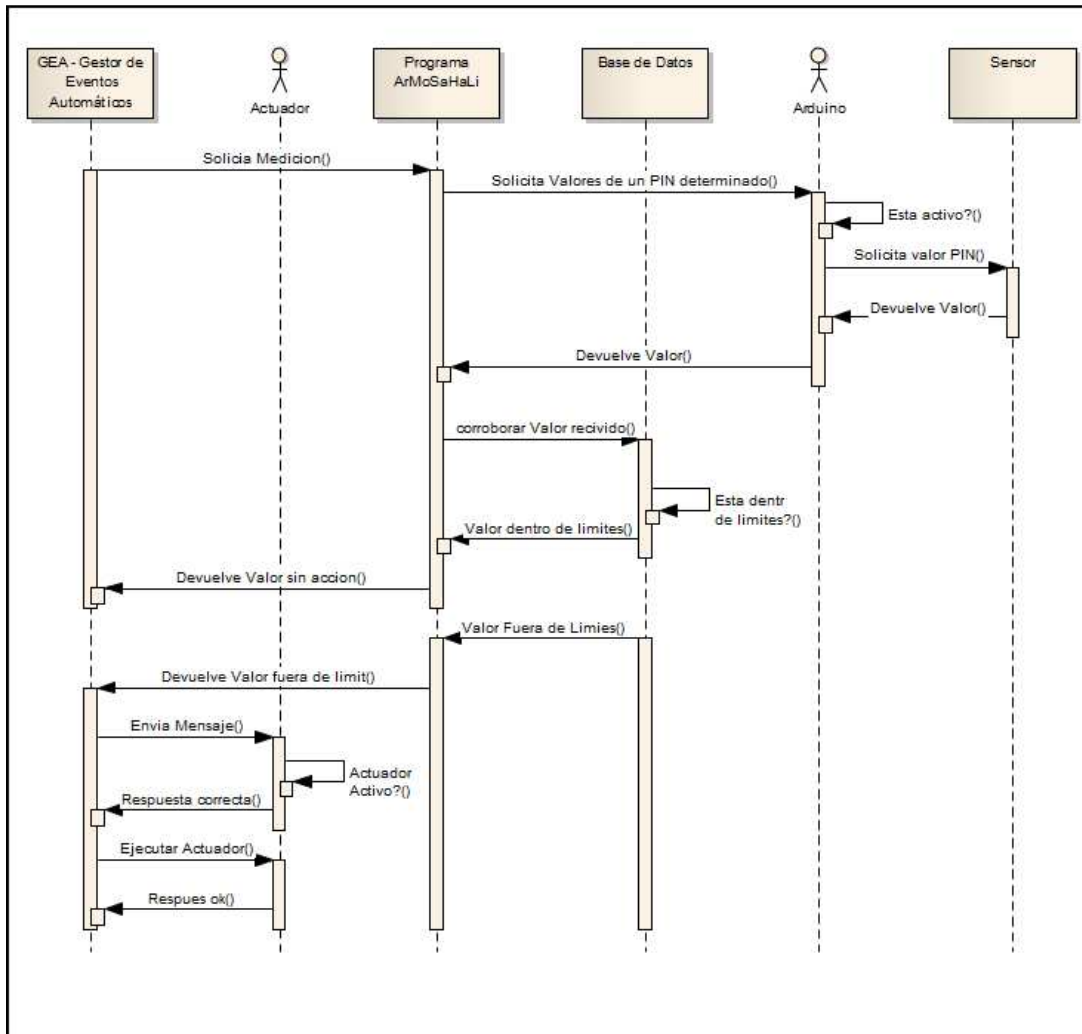 GEA - Gestor de
Eventos
Automáticos
Actuador
Programa
ArMoSaHaLi
Base de Datos
Arduino
Sensor
Solicia Medicion()
Solicita Valores de un PIN determinado()
Esta activo?()
Solicita valor PIN()
Devuelve Valor()
Devuelve Valor()
corroborar Valor recivido()
Esta dentr
de limites?()
Valor dentro de limites()
Devuelve Valor sin accion()
Valor Fuera de Limies()
Devuelve Valor fuera de limit()
Envia Mensaje()
Actuador
Activo?()
Respuesta correcta()
Ejecutar Actuador()
Respues ok()